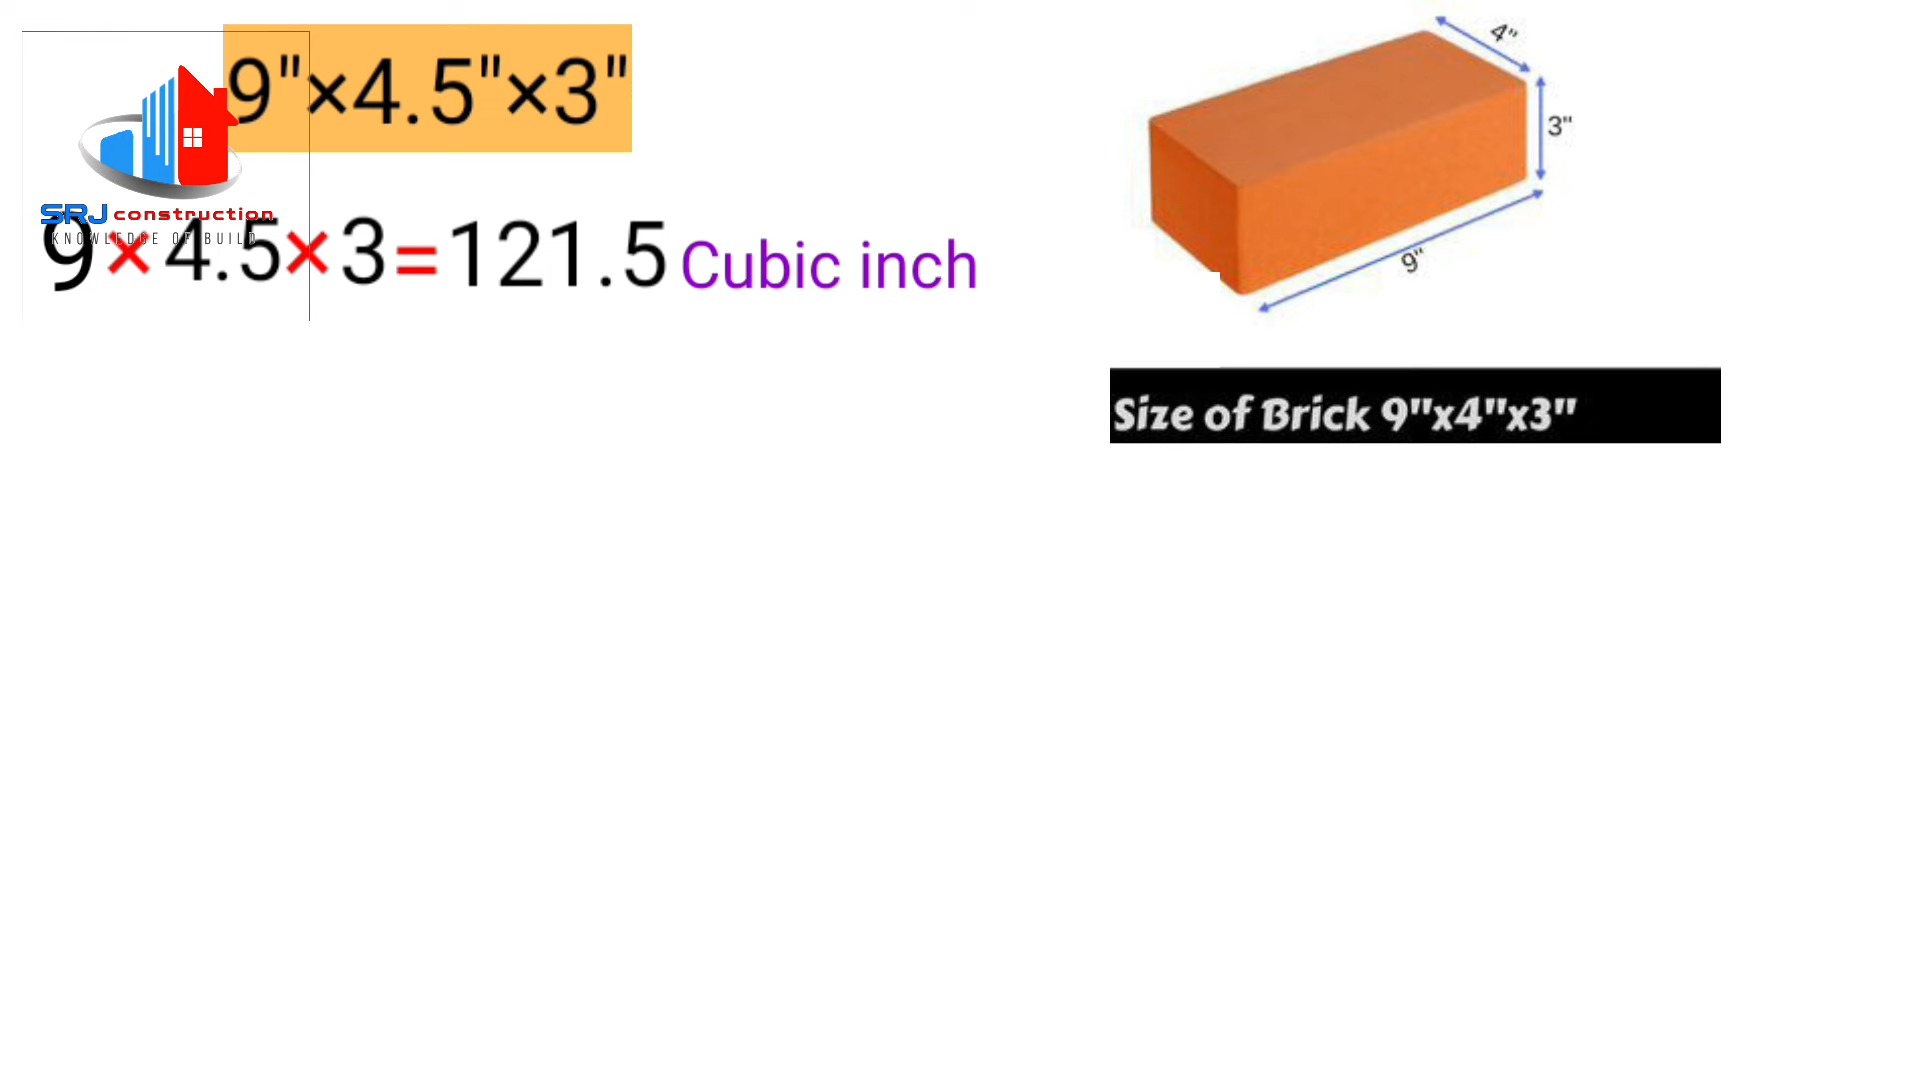 9"×4.5"×3"
SRJ construction
KNOWLEDGE OF BUILD
9×4.5×3=121.5 Cubic inch
4"
3"
9"
Size of Brick 9"x4"x3"